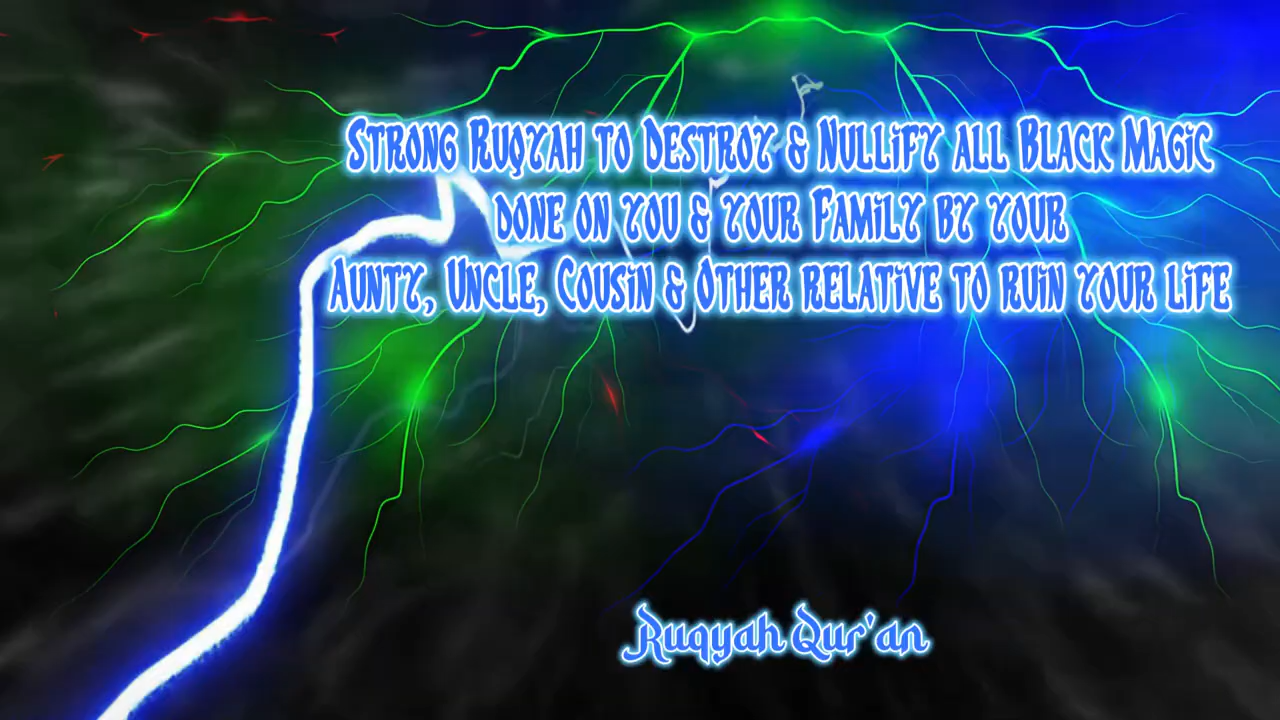 Strong Ruqyah to Destroy & Nullify all Black Magic
done on you & your Family by your
Aunty, Uncle, Cousin & Other relative to ruin your life
Ruqyah Qur'an